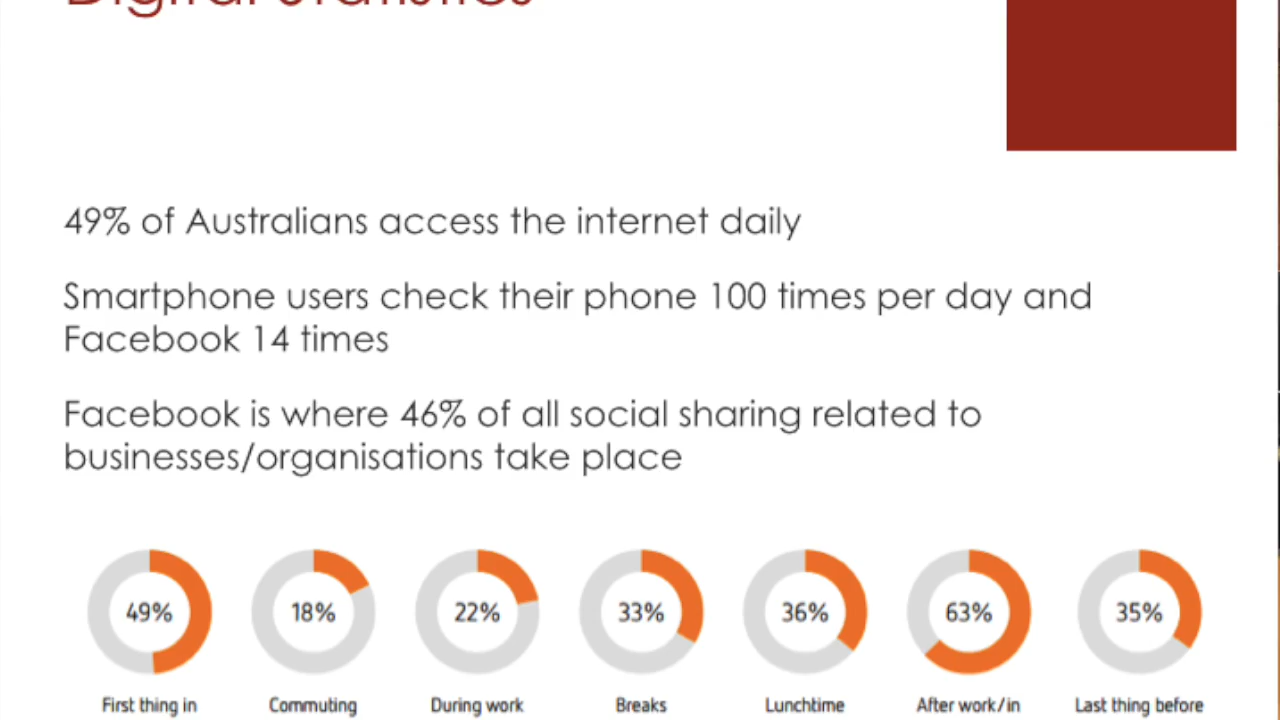 Digital Statistics
49% of Australians access the internet daily
Smartphone users check their phone 100 times per day and
Facebook 14 times
Facebook is where 46% of all social sharing related to
businesses/organisations take place
49% 18% 22% 33% 36% 63% 35%
First thing in Commuting During work Breaks Lunchtime After work/in Last thing before